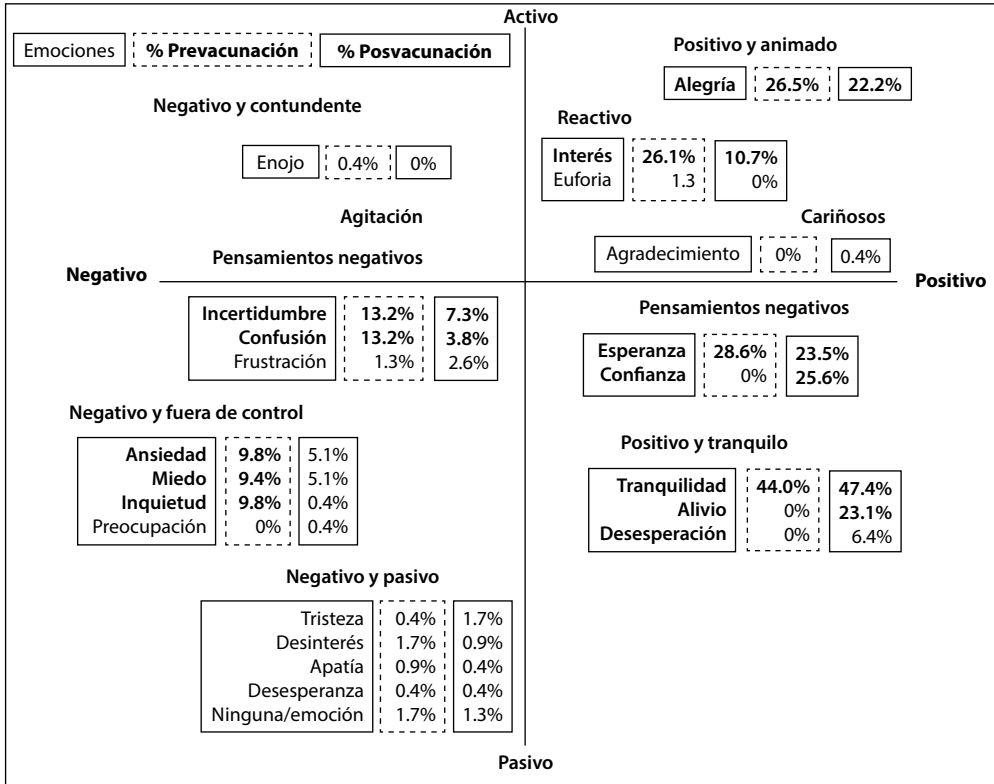 Activo
Emociones % Prevacunación % Posvacunación
Positivo y animado
Alegría 26.5% 22.2%
Negativo y contundente
Reactivo
Enojo 0.4% 0%
Interés 26.1% 10.7%
Euforia 1.3 0%
Agitación
Cariñosos
Agradecimiento 0% 0.4%
Pensamientos negativos
Negativo
Positivo
Incertidumbre 13.2% 7.3%
Confusión 13.2% 3.8%
Frustración 1.3% 2.6%
Pensamientos negativos
Esperanza 28.6% 23.5%
Confianza 0% 25.6%
Negativo y fuera de control
Ansiedad 9.8% 5.1%
Miedo 9.4% 5.1%
Inquietud 9.8% 0.4%
Preocupación 0% 0.4%
Positivo y tranquilo
Tranquilidad 44.0% 47.4%
Alivio 0% 23.1%
Desesperación 0% 6.4%
Negativo y pasivo
Tristeza 0.4% 1.7%
Desinterés 1.7% 0.9%
Apatía 0.9% 0.4%
Desesperanza 0.4% 0.4%
Ninguna/emoción 1.7% 1.3%
Pasivo